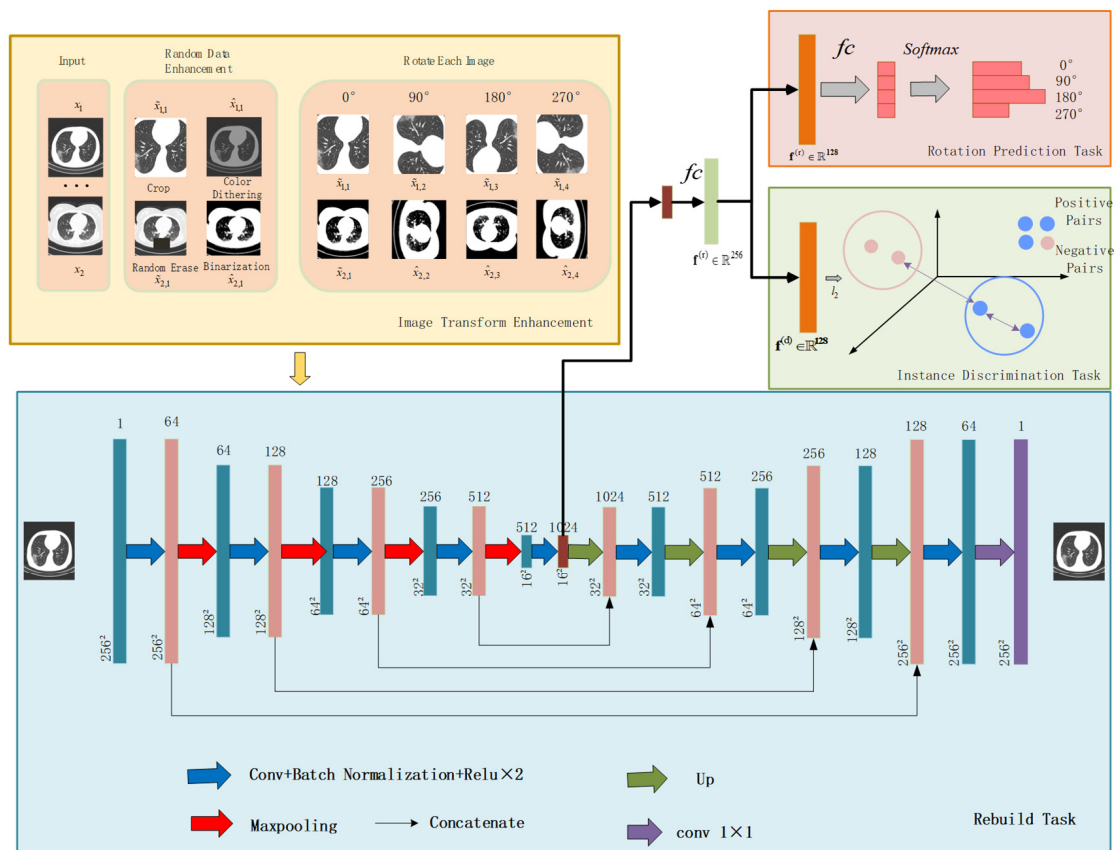 Input
Random Data
Enhancement
Rotate Each Image
0° 90° 180° 270°
x₁
x̃₁,₁ x̂₁,₁
Crop
Color
Dithering
x̃₁,₁ x̃₁,₂ x̃₁,₃ x̃₁,₄
x₂
Random Erase
Binarization
x̃₂,₁ x̂₂,₁
x̃₂,₁ x̂₂,₂ x̂₂,₃ x̂₂,₄
Image Transform Enhancement
fc
f⁽ʳ⁾ ∈ ℝ²⁵⁶
fc
Softmax
0°
90°
180°
270°
f⁽ʳ⁾ ∈ ℝ¹²⁸
Rotation Prediction Task
Positive
Pairs
Negative
Pairs
l₂
f⁽ᵈ⁾ ∈ ℝ¹²⁸
Instance Discrimination Task
1 64 64 128 128 256 256 512 512 1024 1024 512 512 256 256 128 128 64 1
256² 256² 128² 128² 64² 64² 32² 32² 16² 16² 32² 32² 64² 64² 128² 128² 256² 256² 256²
Conv+Batch Normalization+Relu×2
Up
Maxpooling
Concatenate
conv 1×1
Rebuild Task